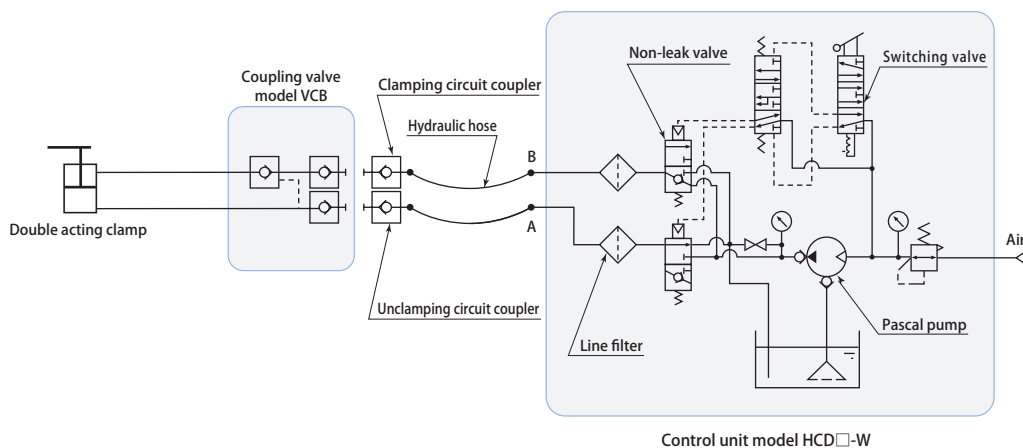 Coupling valve
model VCB
Clamping circuit coupler
Hydraulic hose
Non-leak valve
Switching valve
B
A
Air
Double acting clamp
Unclamping circuit coupler
Line filter
Pascal pump
Control unit model HCD□-W